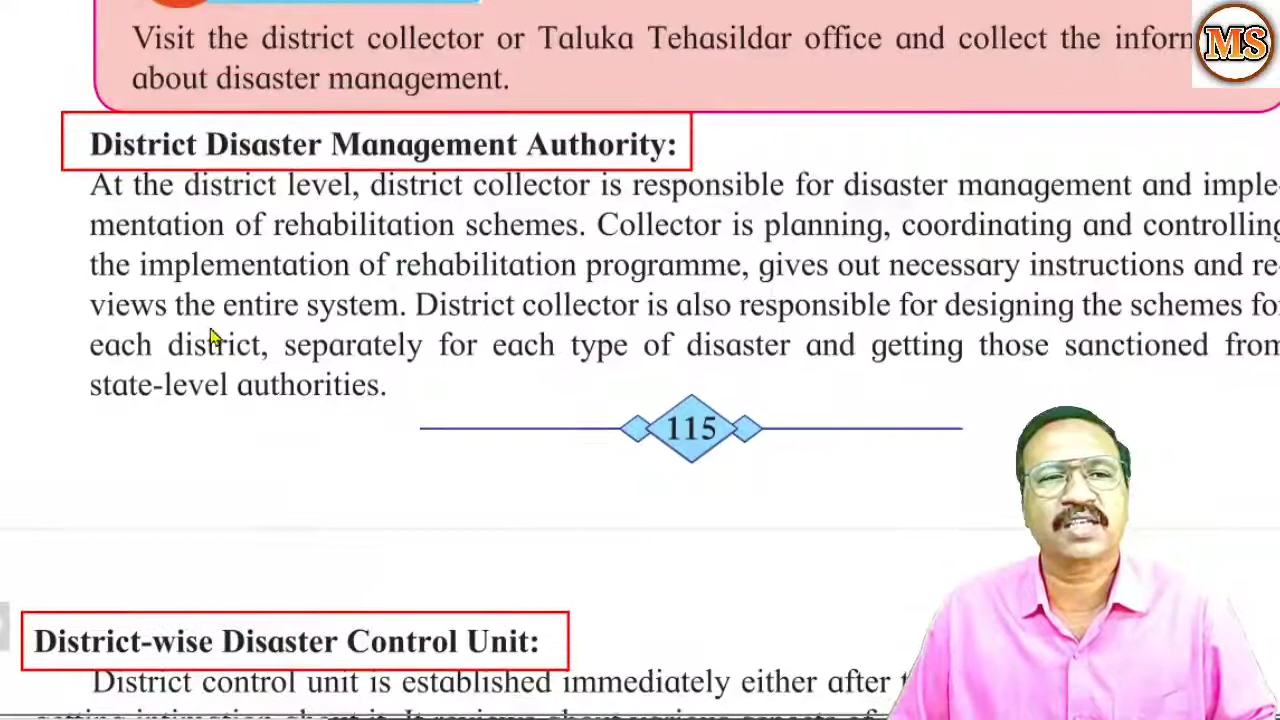 Visit the district collector or Taluka Tehasildar office and collect the
about disaster management.
MS
District Disaster Management Authority:
At the district level, district collector is responsible for disaster management and imple-
mentation of rehabilitation schemes. Collector is planning, coordinating and controlling
the implementation of rehabilitation programme, gives out necessary instructions and re-
views the entire system. District collector is also responsible for designing the schemes for
each district, separately for each type of disaster and getting those sanctioned from
state-level authorities.
115
District-wise Disaster Control Unit:
District control unit is established immediately either after